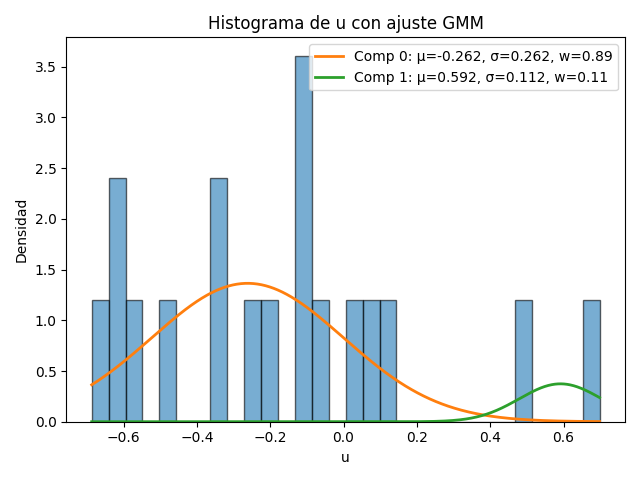 Histograma de u con ajuste GMM
Comp 0: μ=-0.262, σ=0.262, w=0.89
Comp 1: μ=0.592, σ=0.112, w=0.11
Densidad
3.5
3.0
2.5
2.0
1.5
1.0
0.5
0.0
−0.6 −0.4 −0.2 0.0 0.2 0.4 0.6
u